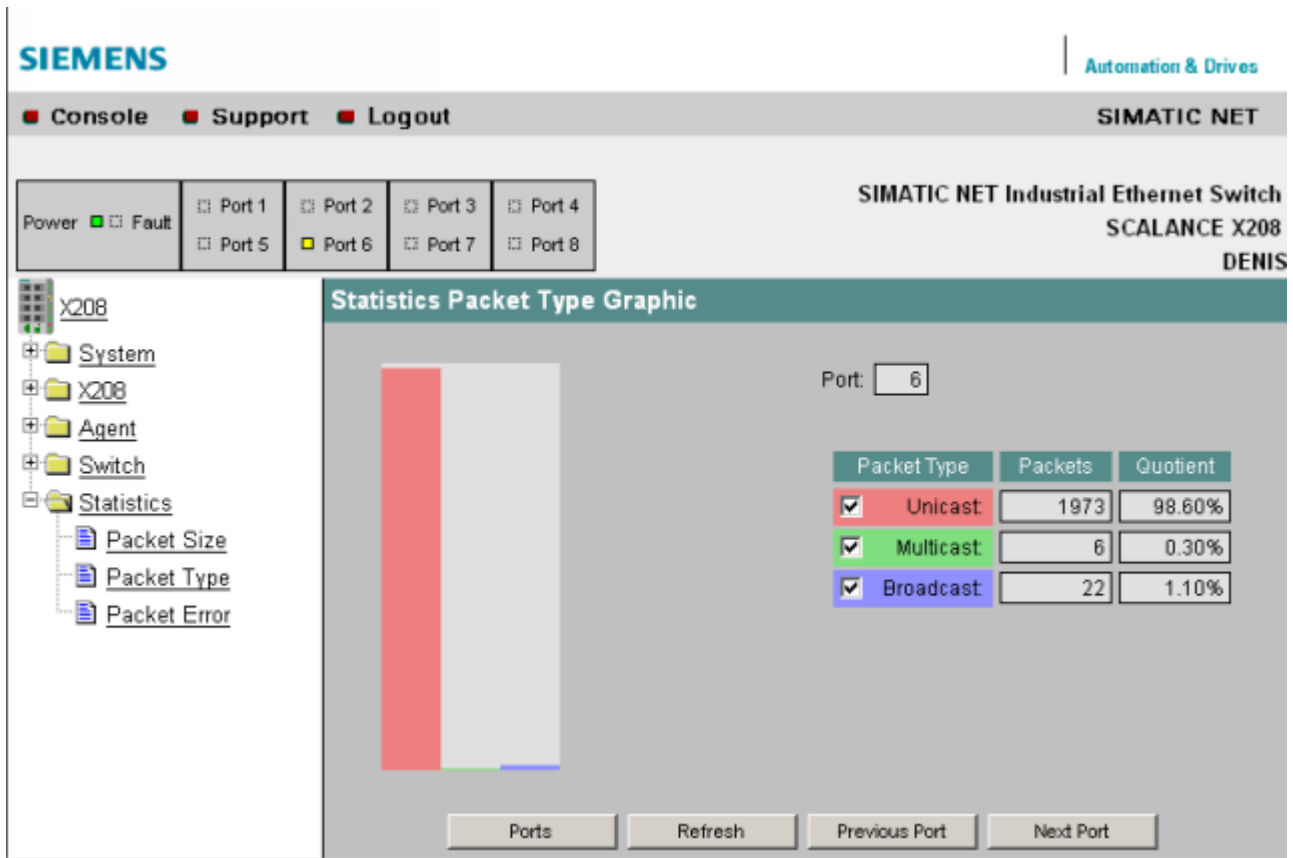 SIEMENS
Automation & Drives
Console Support Logout
SIMATIC NET
Power Fault Port 1 Port 2 Port 3 Port 4
Port 5 Port 6 Port 7 Port 8
SIMATIC NET Industrial Ethernet Switch
SCALANCE X208
DENIS
X208
System
X208
Agent
Switch
Statistics
Packet Size
Packet Type
Packet Error
Statistics Packet Type Graphic
Port: 6
Packet Type Packets Quotient
Unicast: 1973 98.60%
Multicast: 6 0.30%
Broadcast: 22 1.10%
Ports Refresh Previous Port Next Port